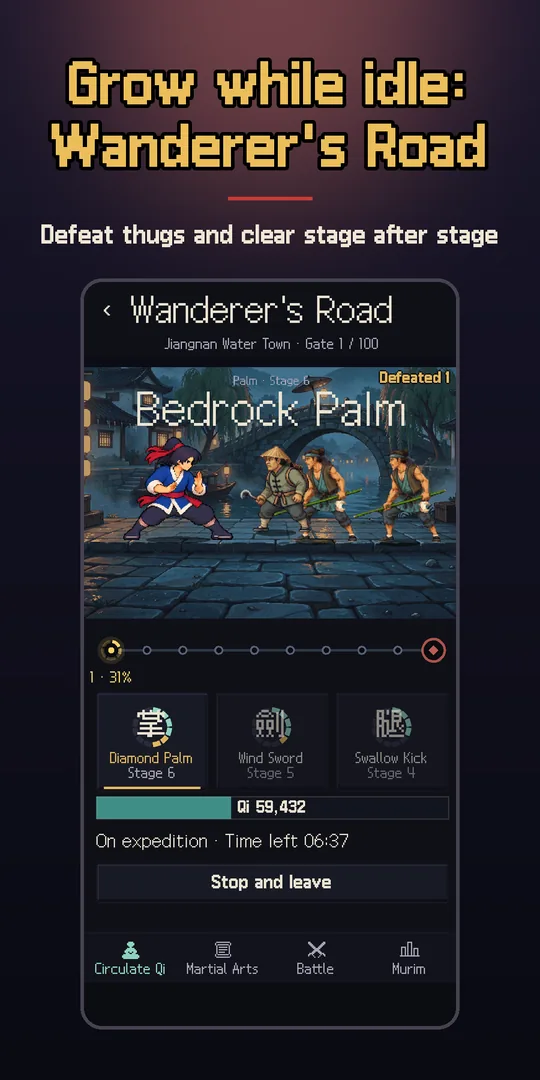 Grow while idle:
Wanderer's Road
Defeat thugs and clear stage after stage
‹ Wanderer's Road
Jiangnan Water Town · Gate 1 / 100
Palm · Stage 6
Defeated 1
Bedrock Palm
1 · 31%
掌
Diamond Palm
Stage 6
劍
Wind Sword
Stage 5
腿
Swallow Kick
Stage 4
Qi 59,432
On expedition · Time left 06:37
Stop and leave
Circulate Qi
Martial Arts
Battle
Murim